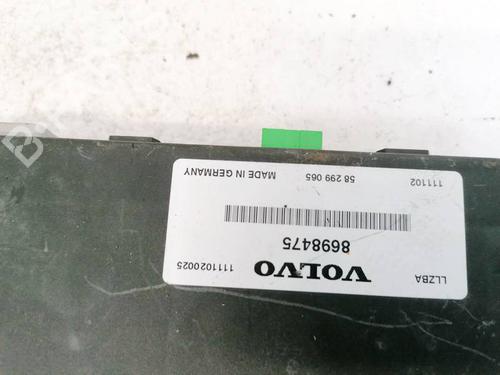 LLZBA VOLVO 1111020025
8698475
111102 58 299 065 MADE IN GERMANY